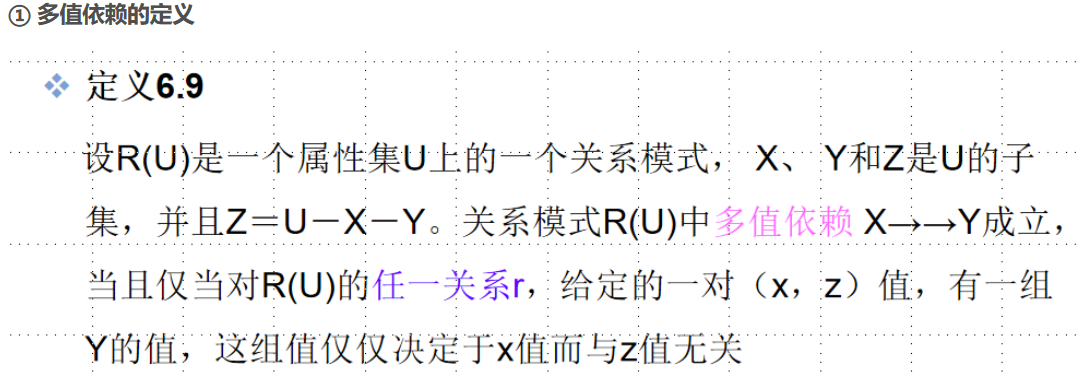 ① 多值依赖的定义
定义6.9
设R(U)是一个属性集U上的一个关系模式， X、 Y和Z是U的子
集，并且Z＝U－X－Y。关系模式R(U)中多值依赖 X→→Y成立，
当且仅当对R(U)的任一关系r，给定的一对（x，z）值，有一组
Y的值，这组值仅仅决定于x值而与z值无关